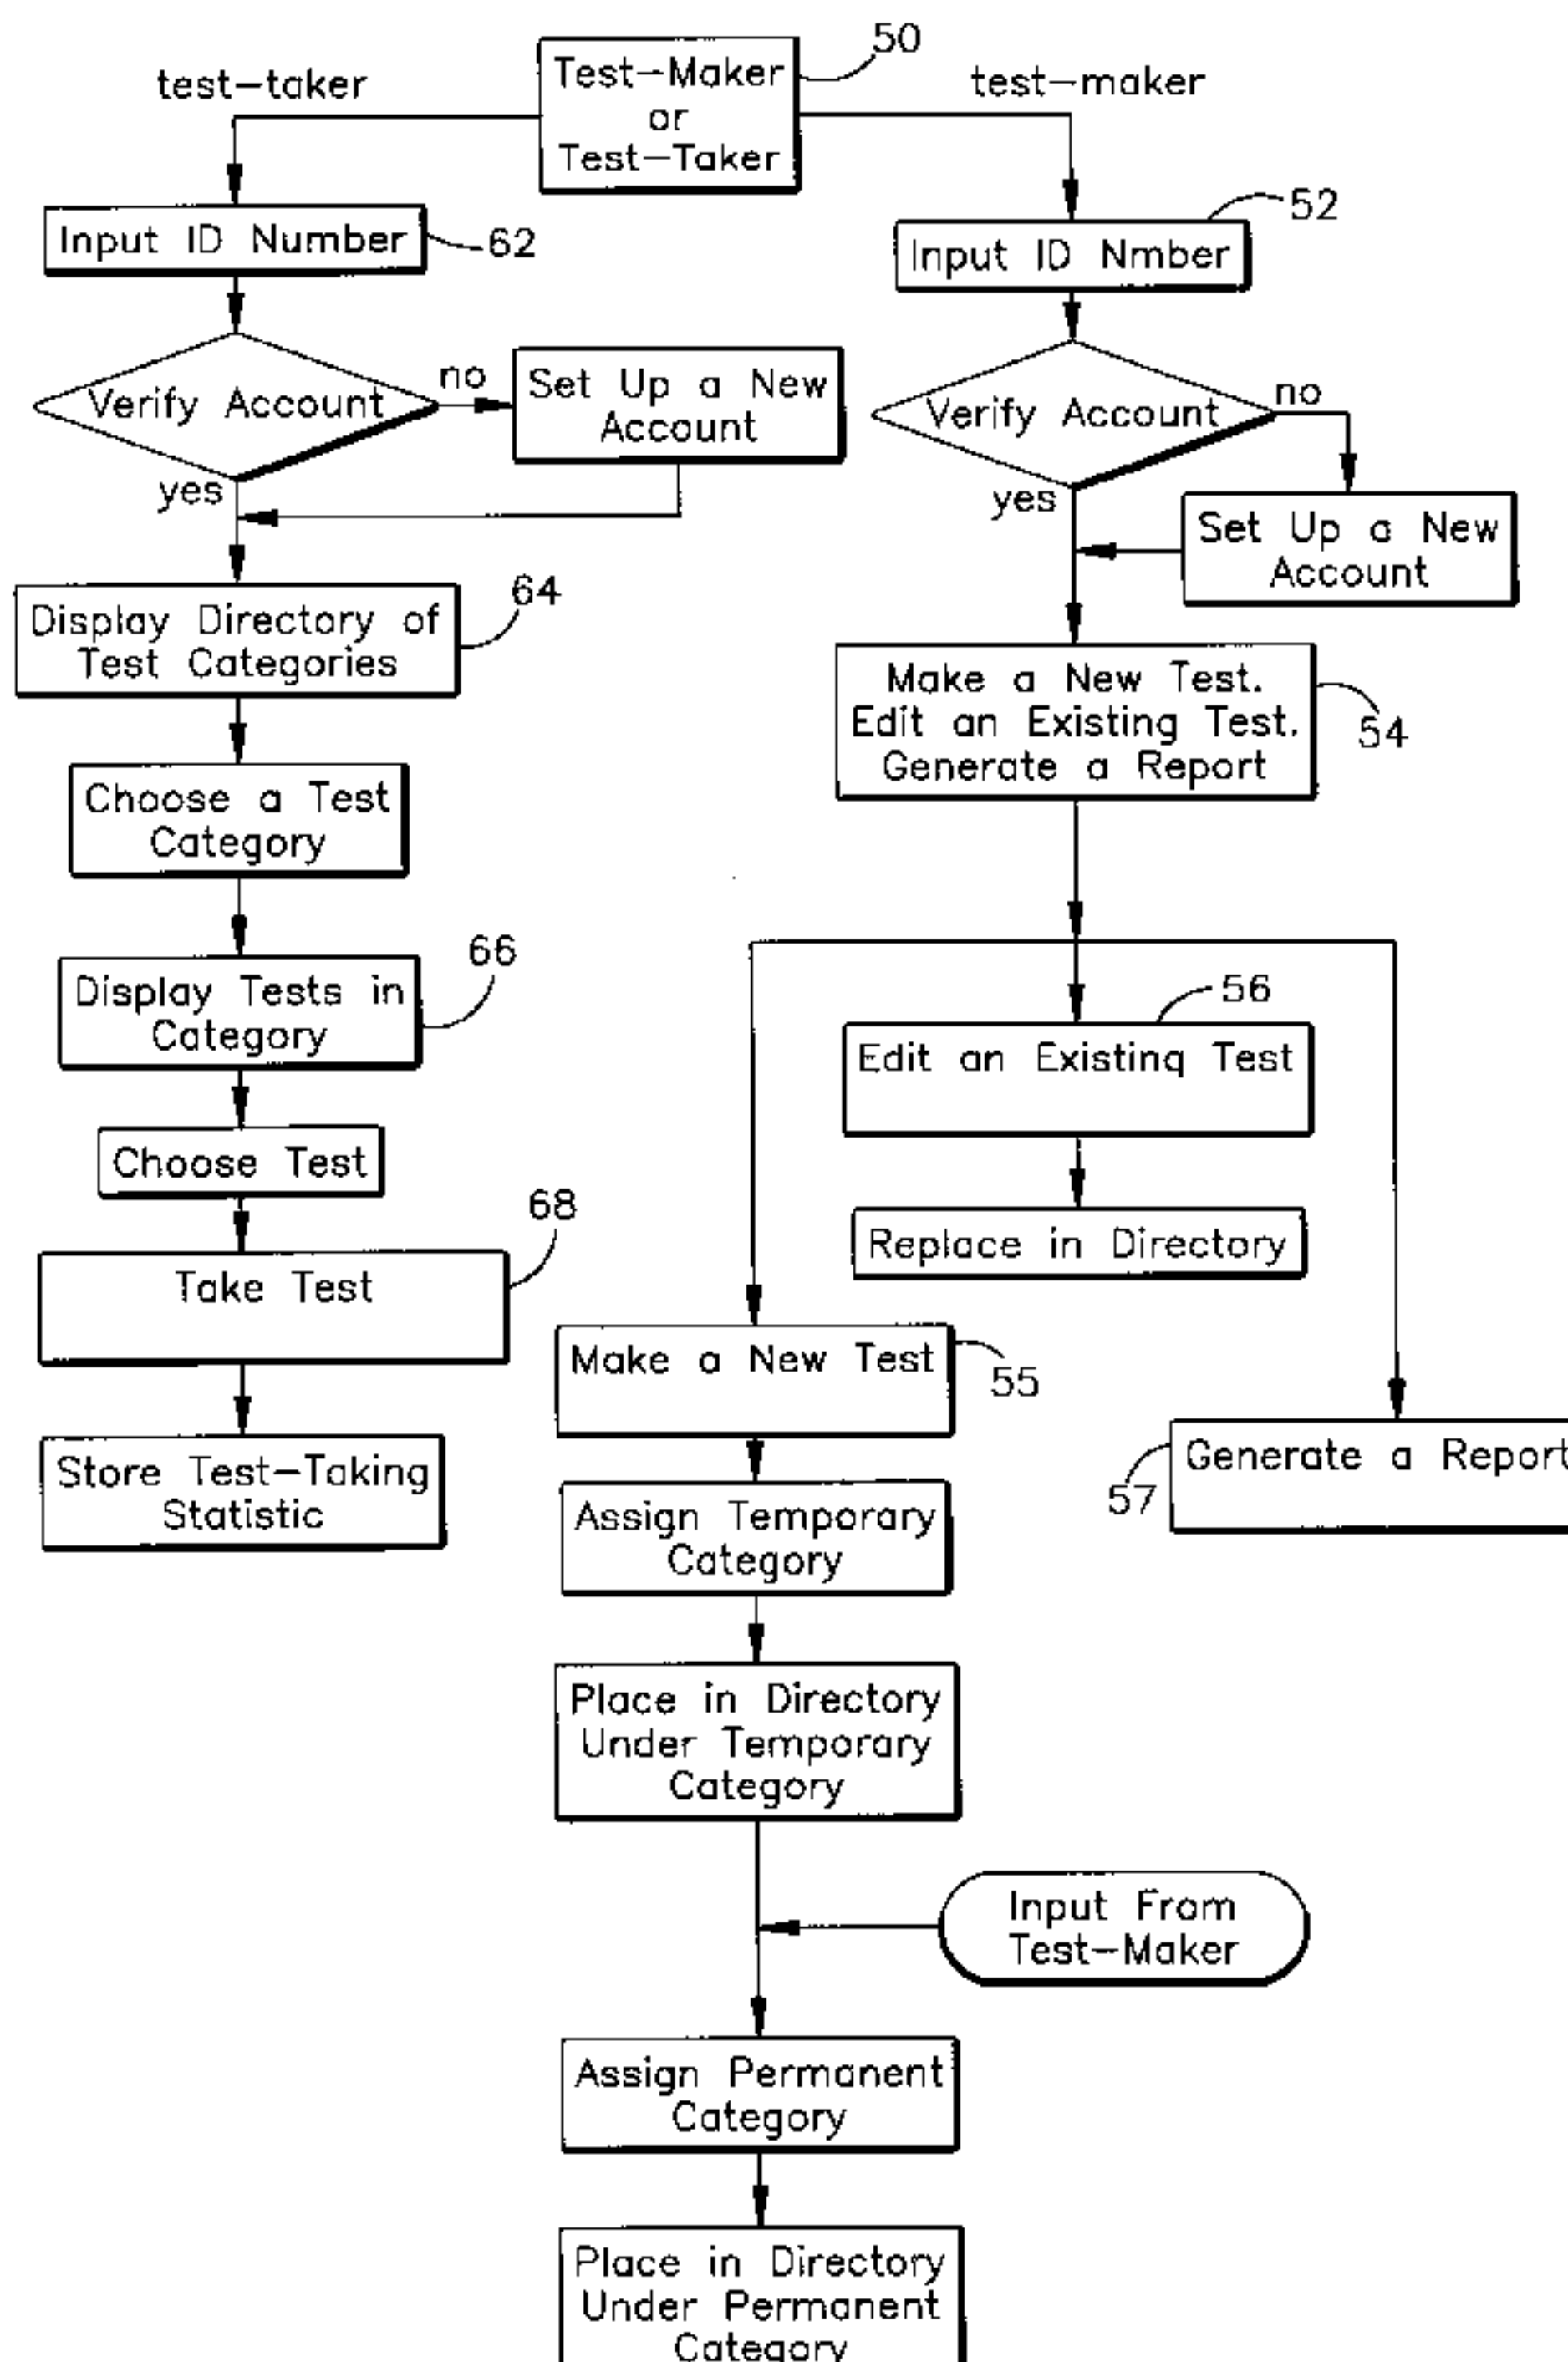 50
test-taker
Test-Maker
or
Test-Taker
test-maker
Input ID Number
62
52
Input ID Nmber
Verify Account
no
yes
Set Up a New
Account
Verify Account
no
yes
Set Up a New
Account
Display Directory of
Test Categories
64
Make a New Test.
Edit an Existing Test.
Generate a Report
54
Choose a Test
Category
Display Tests in
Category
66
56
Edit an Existing Test
Choose Test
Replace in Directory
Take Test
68
Make a New Test
55
Store Test-Taking
Statistic
Generate a Report
57
Assign Temporary
Category
Place in Directory
Under Temporary
Category
Input From
Test-Maker
Assign Permanent
Category
Place in Directory
Under Permanent
Category